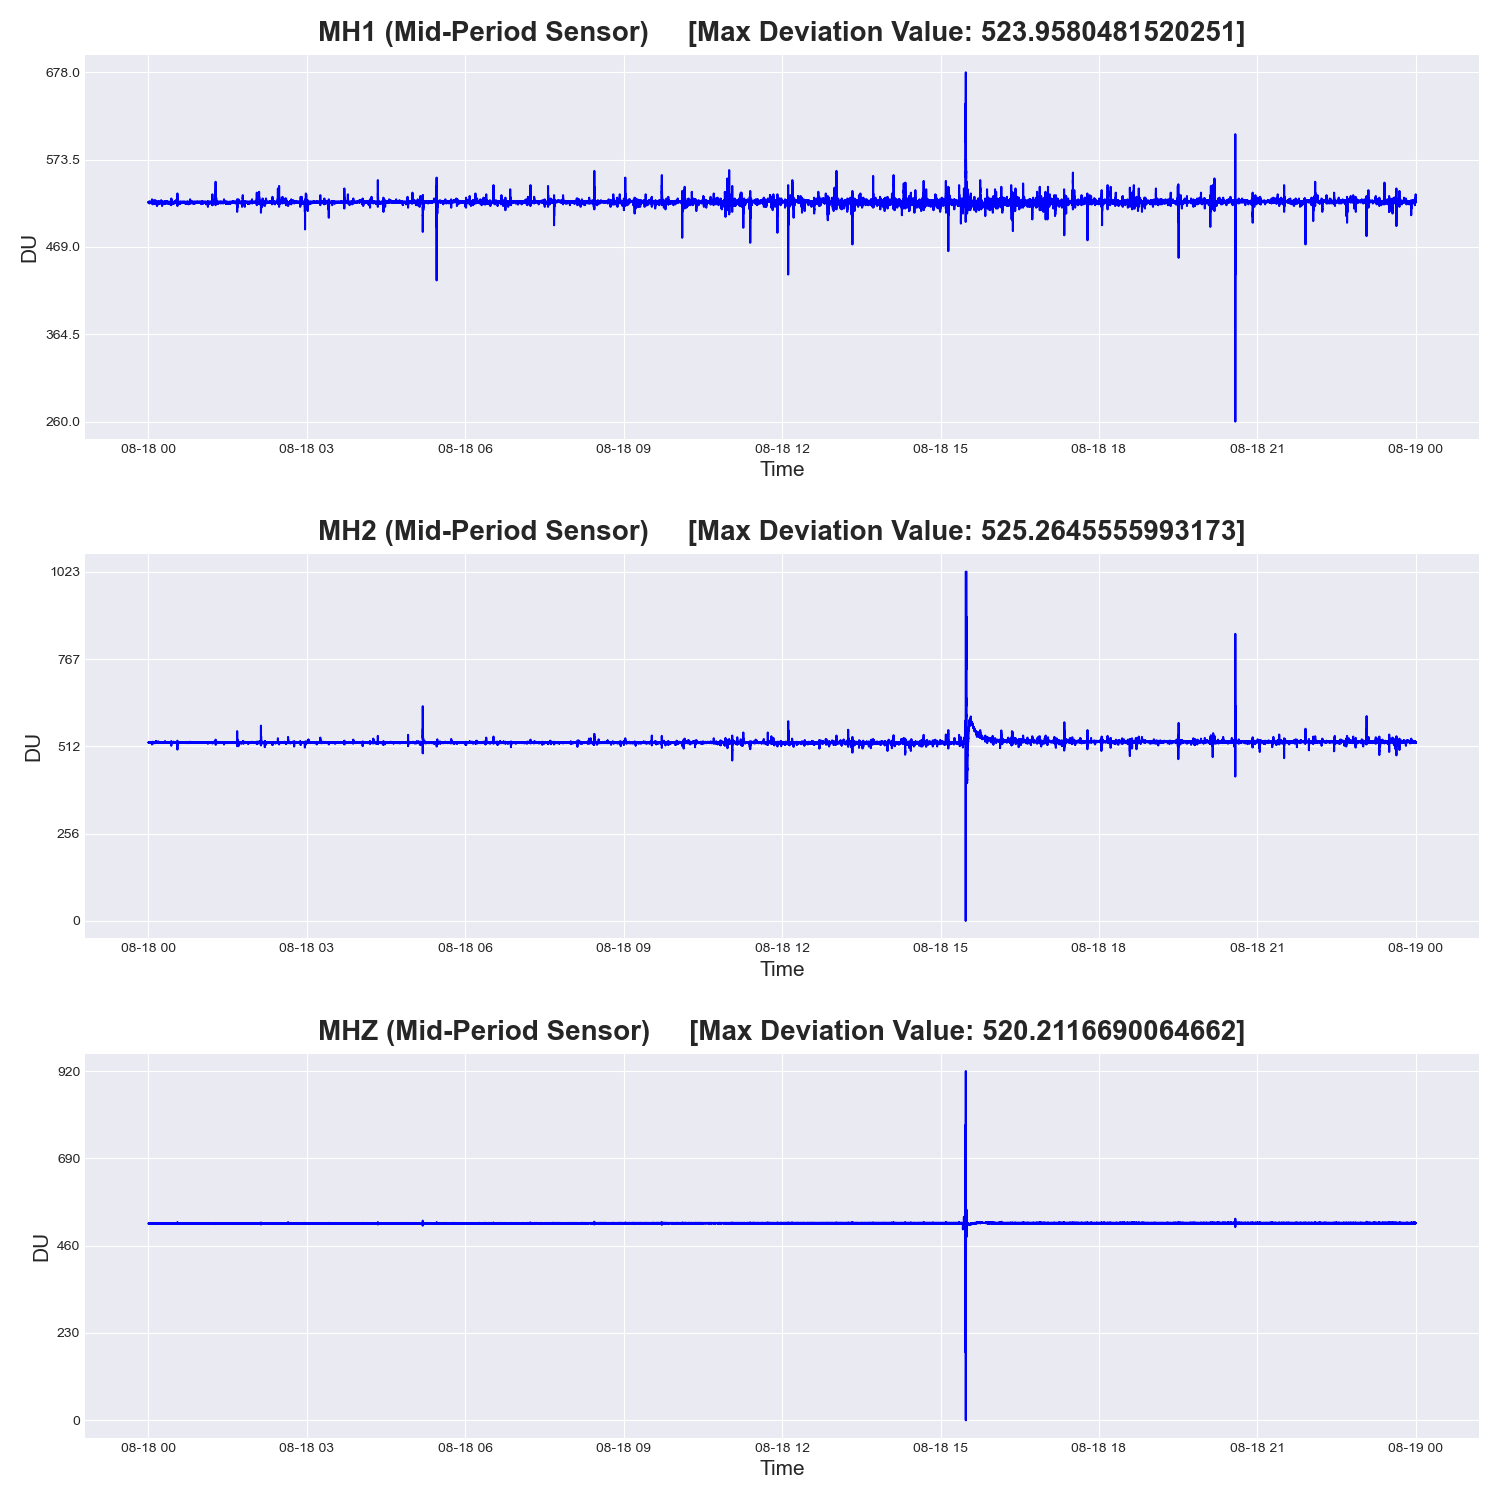 MH1 (Mid-Period Sensor) [Max Deviation Value: 523.9580481520251]
678.0
573.5
469.0
364.5
260.0
DU
08-18 00 08-18 03 08-18 06 08-18 09 08-18 12 08-18 15 08-18 18 08-18 21 08-19 00
Time
MH2 (Mid-Period Sensor) [Max Deviation Value: 525.2645555993173]
1023
767
512
256
0
DU
08-18 00 08-18 03 08-18 06 08-18 09 08-18 12 08-18 15 08-18 18 08-18 21 08-19 00
Time
MHZ (Mid-Period Sensor) [Max Deviation Value: 520.2116690064662]
920
690
460
230
0
DU
08-18 00 08-18 03 08-18 06 08-18 09 08-18 12 08-18 15 08-18 18 08-18 21 08-19 00
Time